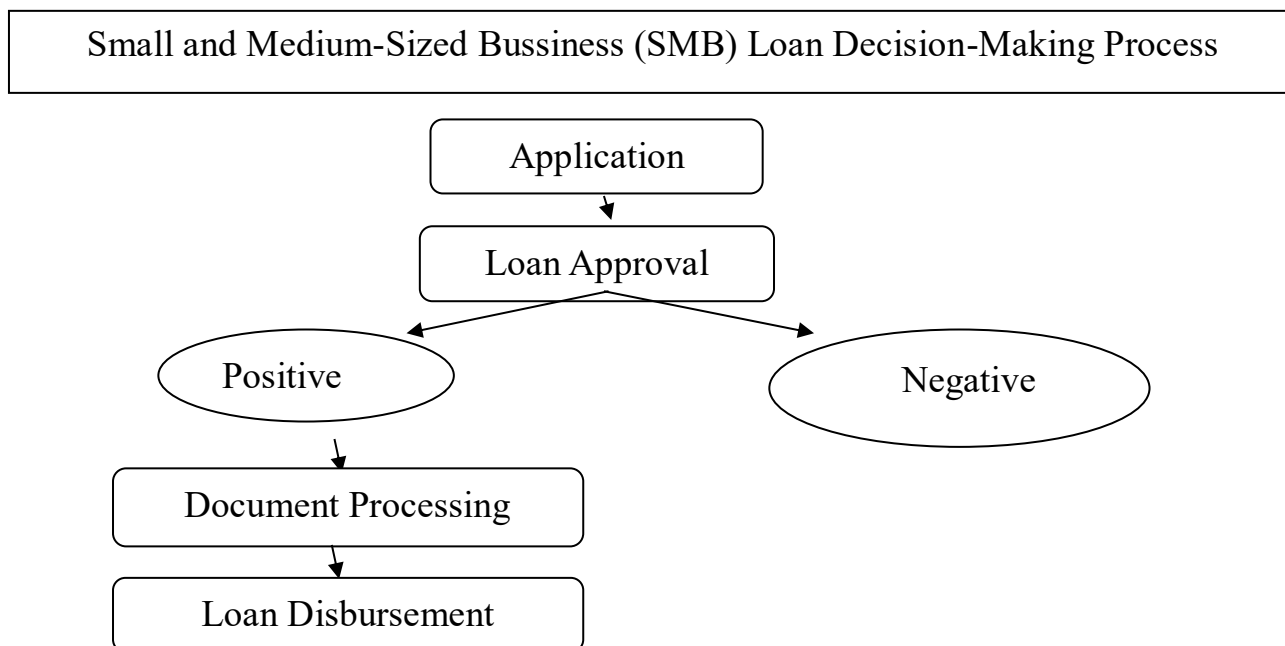 Small and Medium-Sized Bussiness (SMB) Loan Decision-Making Process
Application
Loan Approval
Positive
Negative
Document Processing
Loan Disbursement